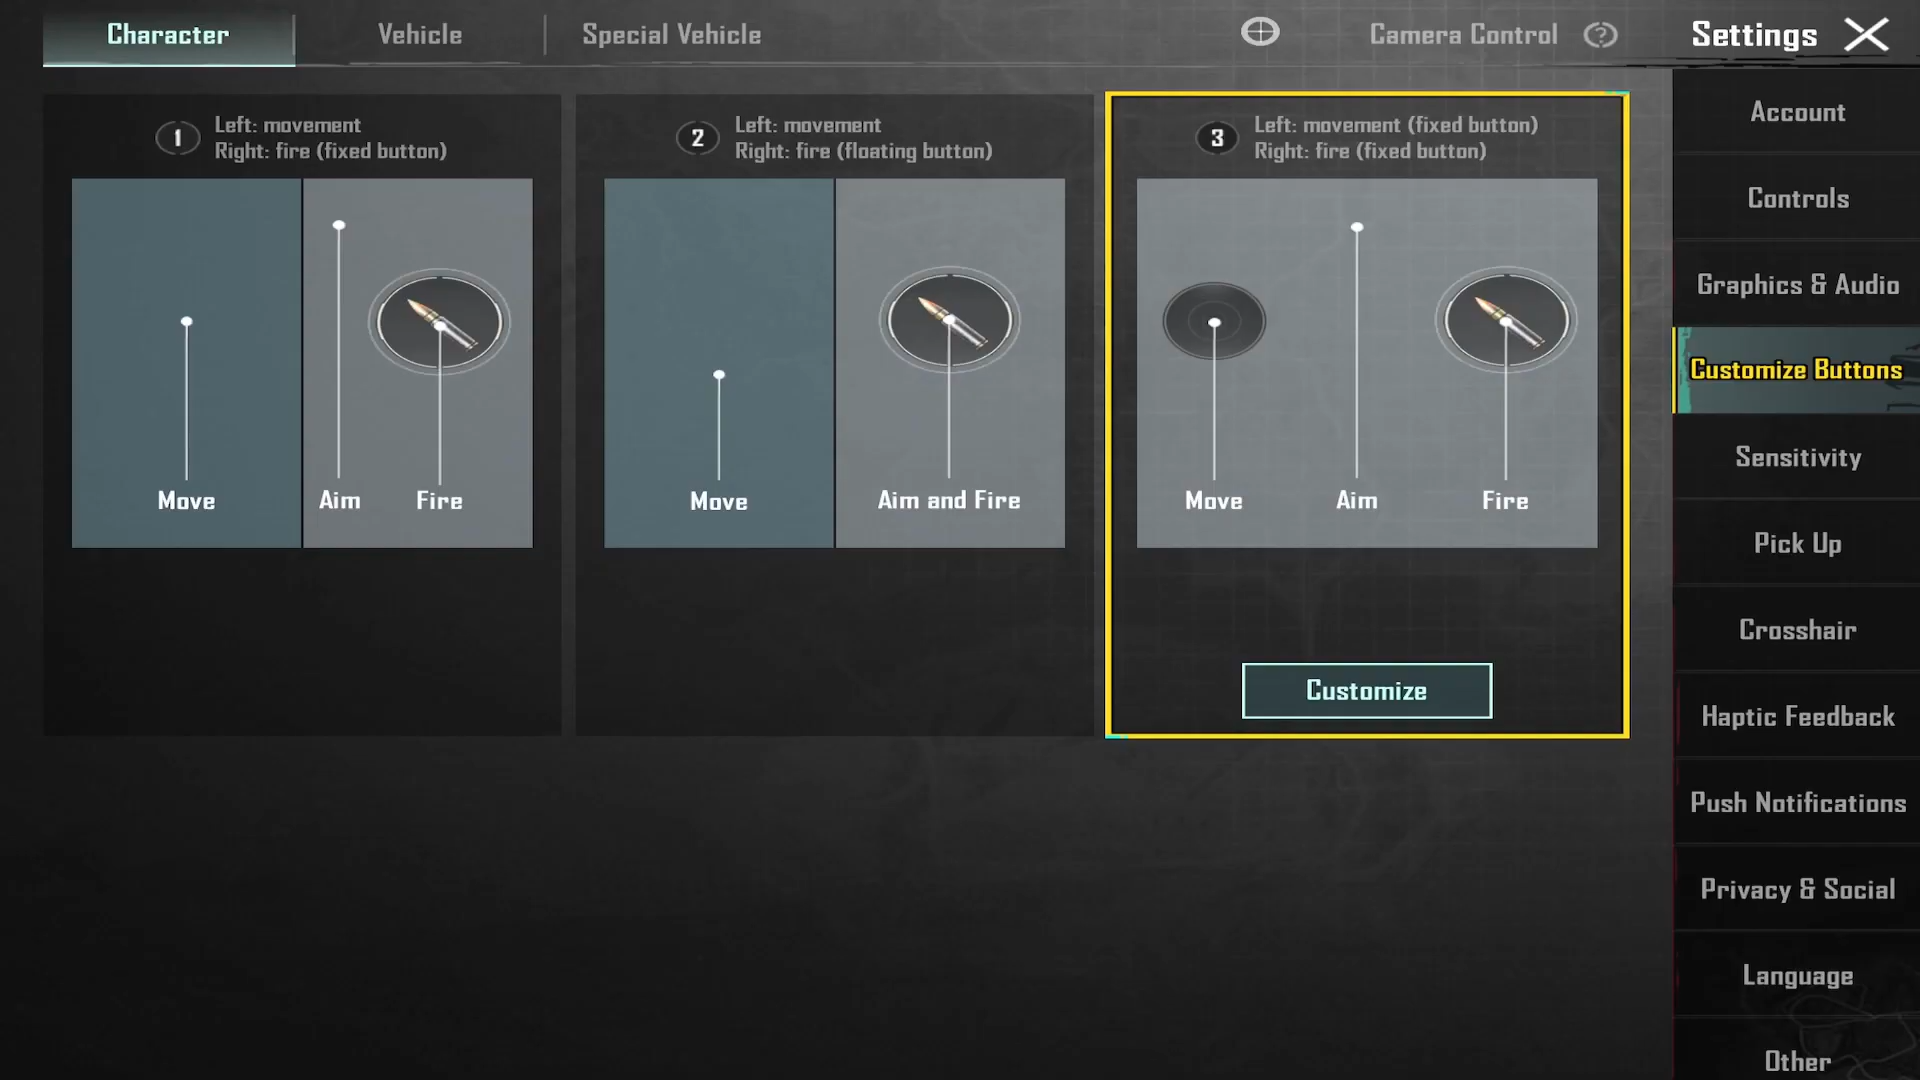 Character
Vehicle
Special Vehicle
Camera Control
?
Settings
1
Left: movement
Right: fire (fixed button)
Move
Aim
Fire
2
Left: movement
Right: fire (floating button)
Move
Aim and Fire
3
Left: movement (fixed button)
Right: fire (fixed button)
Move
Aim
Fire
Customize
Account
Controls
Graphics & Audio
Customize Buttons
Sensitivity
Pick Up
Crosshair
Haptic Feedback
Push Notifications
Privacy & Social
Language
Other